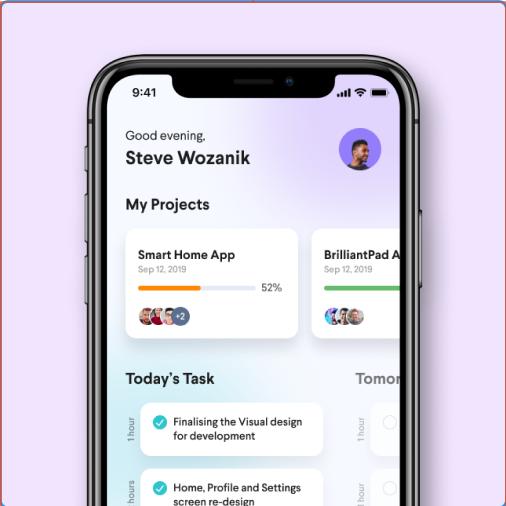 9:41
Good evening,
Steve Wozanik
My Projects
Smart Home App
Sep 12, 2019
52%
+2
BrilliantPad A
Sep 12, 2019
Today's Task
Tomor
1 hour
Finalising the Visual design
for development
1 hour
hours
Home, Profile and Settings
screen re-design
hour